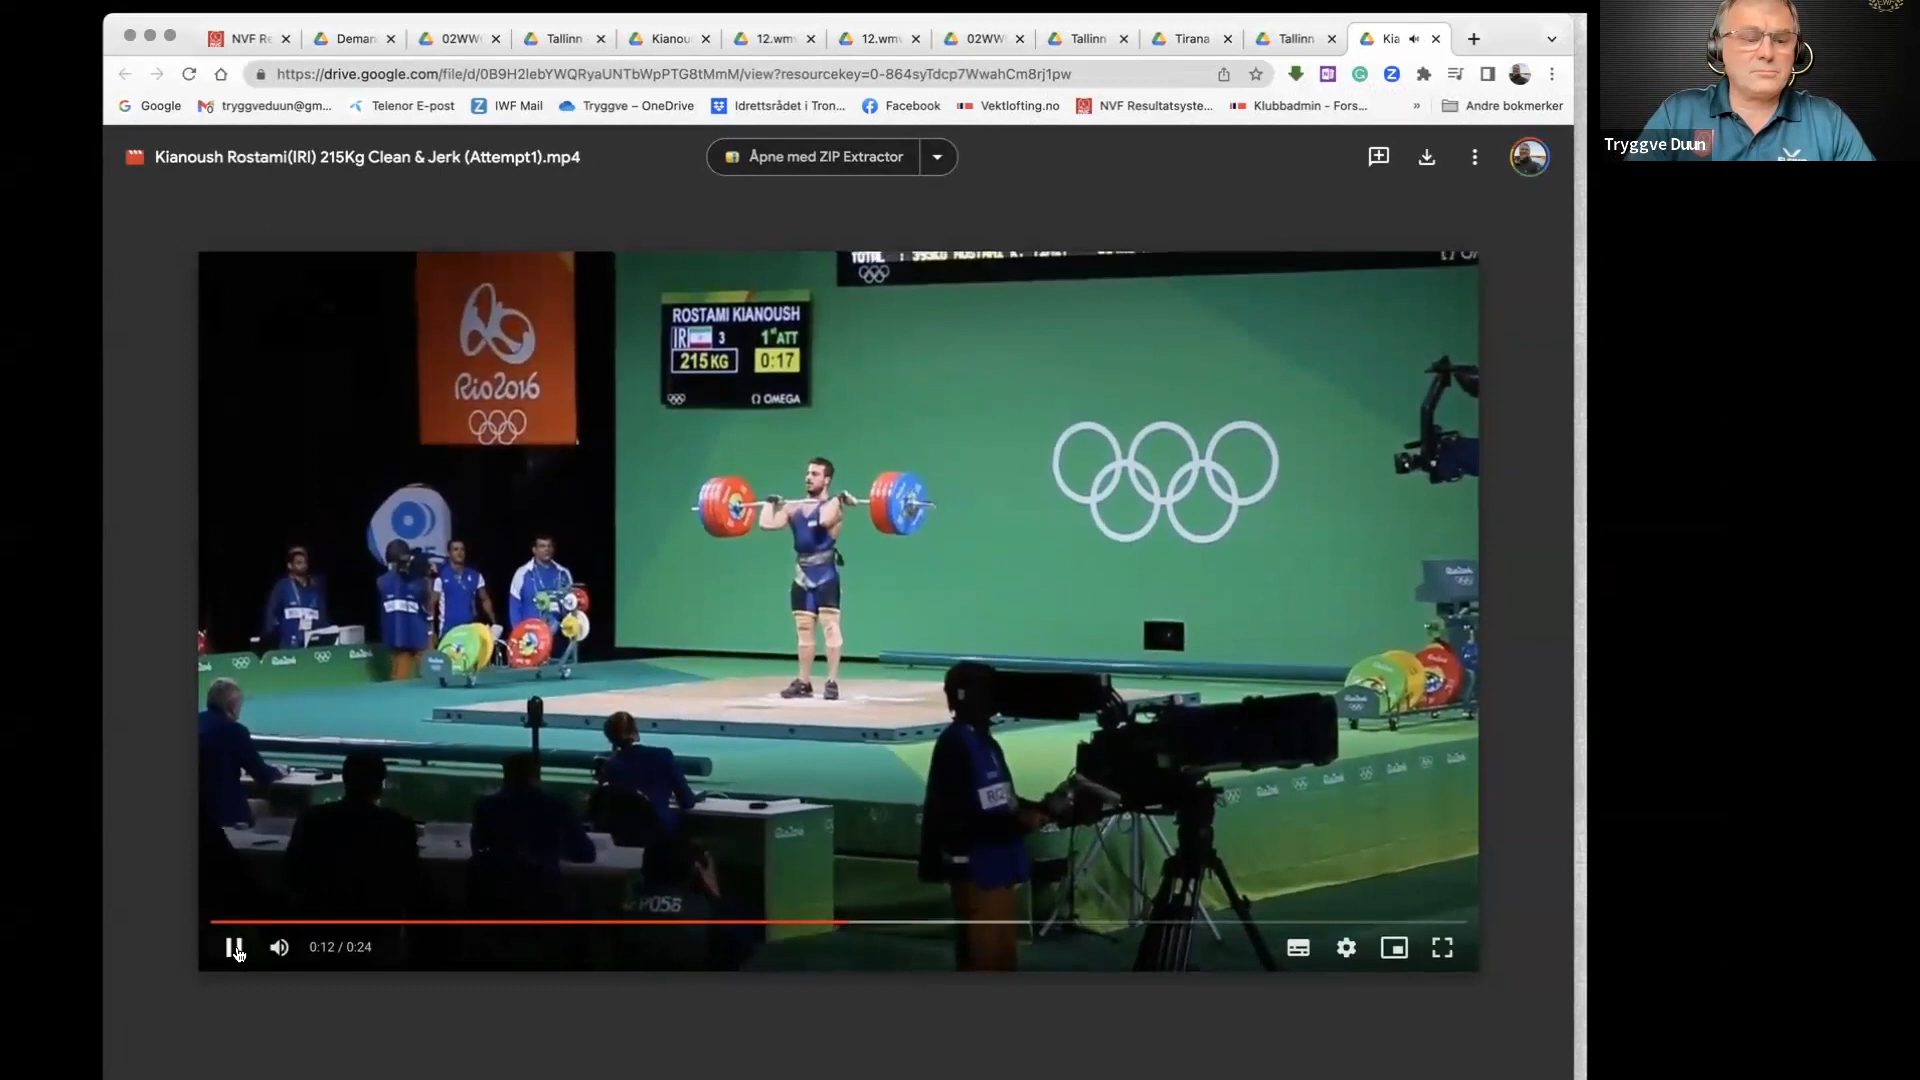 NVF Re
Deman
02WW
Tallinn
Kianou
12.wm
12.wm
02WW
Tallinn
Tirana
Tallinn
Kia
https://drive.google.com/file/d/0B9H2lebYWQRyaUNTbWpPTG8tMmM/view?resourcekey=0-864syTdcp7WwahCm8rj1pw
Google
tryggveduun@gm...
Telenor E-post
IWF Mail
Tryggve – OneDrive
Idrettsrådet i Tron...
Facebook
Vektlofting.no
NVF Resultatsyste...
Klubbadmin - Fors...
»
Andre bokmerker
Tryggve Duun
Kianoush Rostami(IRI) 215Kg Clean & Jerk (Attempt1).mp4
Åpne med ZIP Extractor
TOTAL :
ROSTAMI KIANOUSH
IRI 3 1st ATT
215KG 0:17
Ω OMEGA
Rio2016
P058
0:12 / 0:24